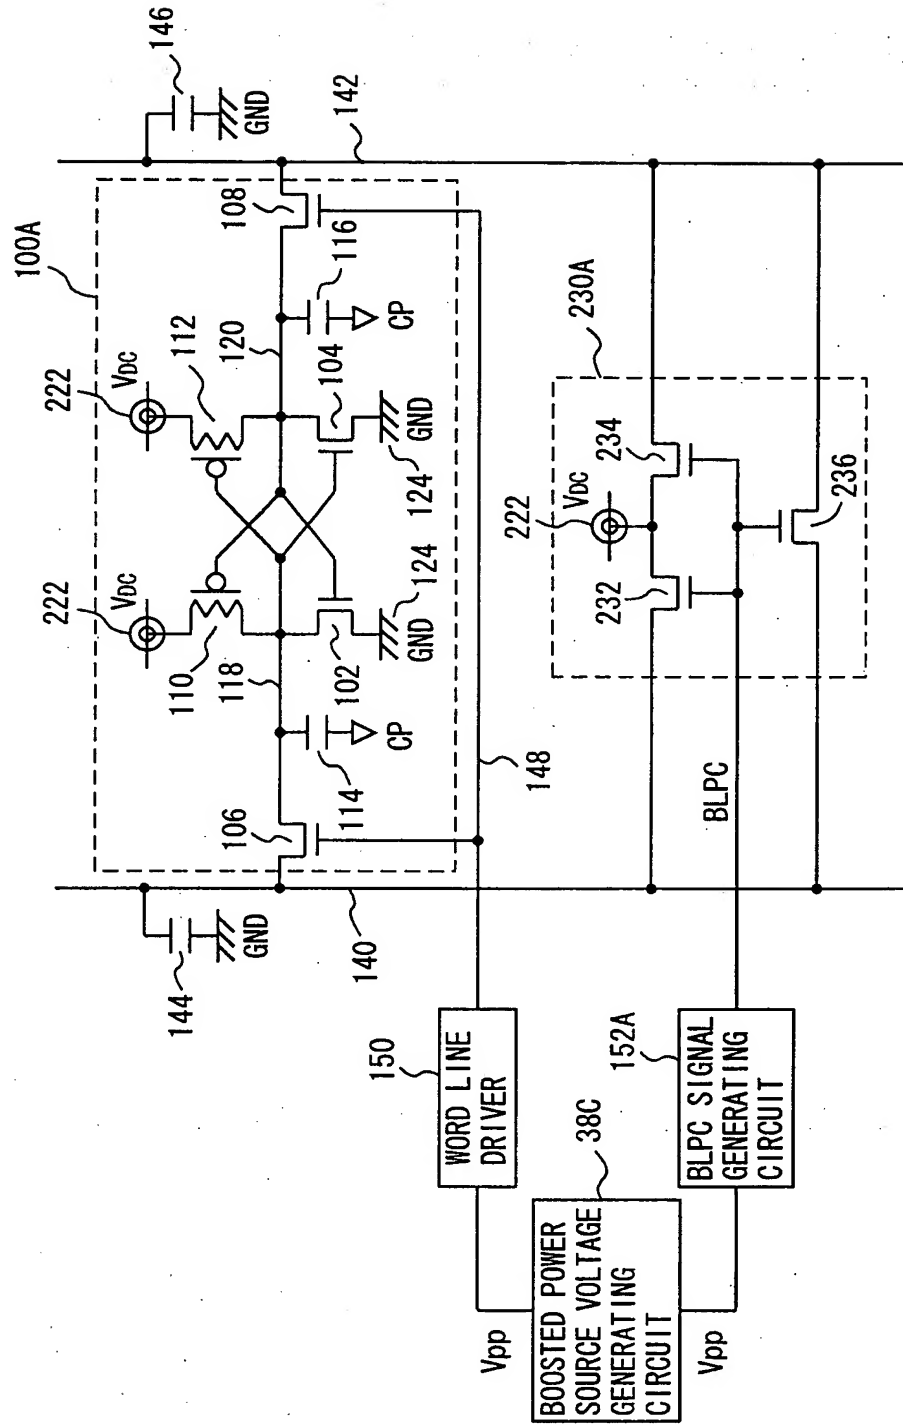 100A
146
GND
142
108
116
CP
120
112
104
222
VDC
GND
124
222
VDC
110
118
102
GND
124
114
CP
106
148
144
GND
140
230A
234
222
VDC
232
236
BLPC
150
WORD LINE
DRIVER
152A
BLPC SIGNAL
GENERATING
CIRCUIT
38C
BOOSTED POWER
SOURCE VOLTAGE
GENERATING
CIRCUIT
Vpp
Vpp